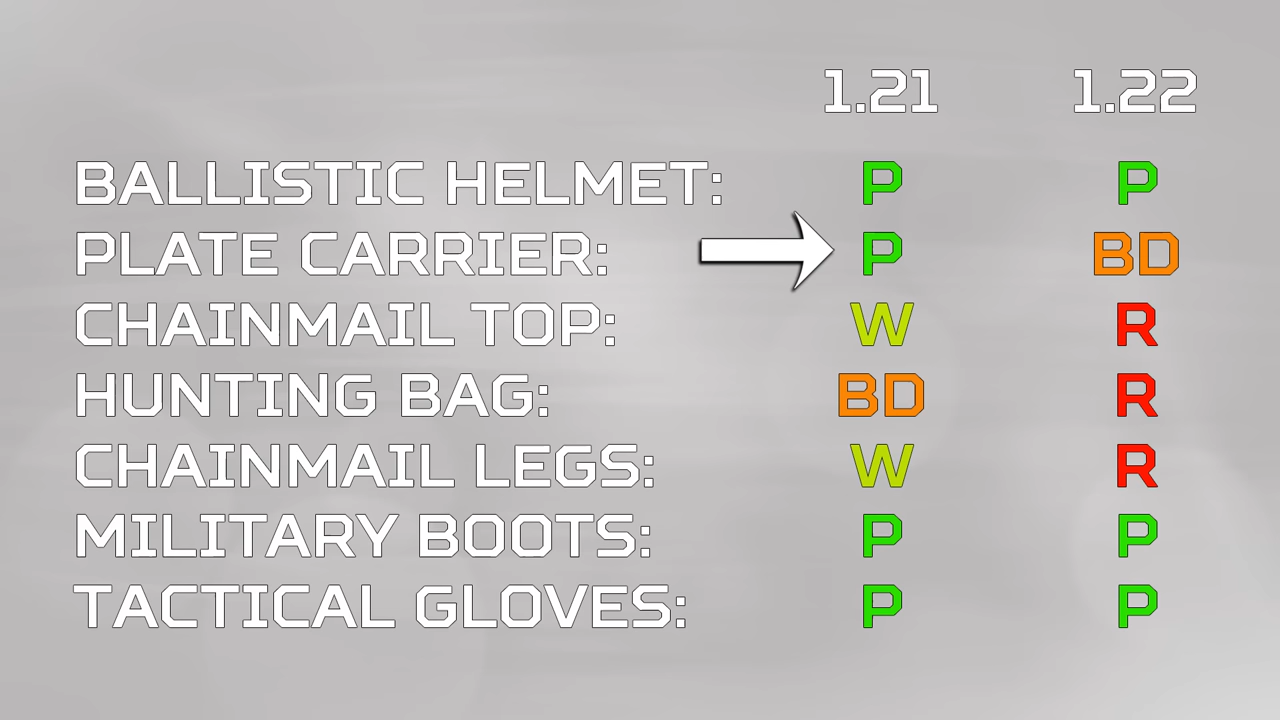 1.21 1.22
BALLISTIC HELMET: P P
PLATE CARRIER: P BD
CHAINMAIL TOP: W R
HUNTING BAG: BD R
CHAINMAIL LEGS: W R
MILITARY BOOTS: P P
TACTICAL GLOVES: P P